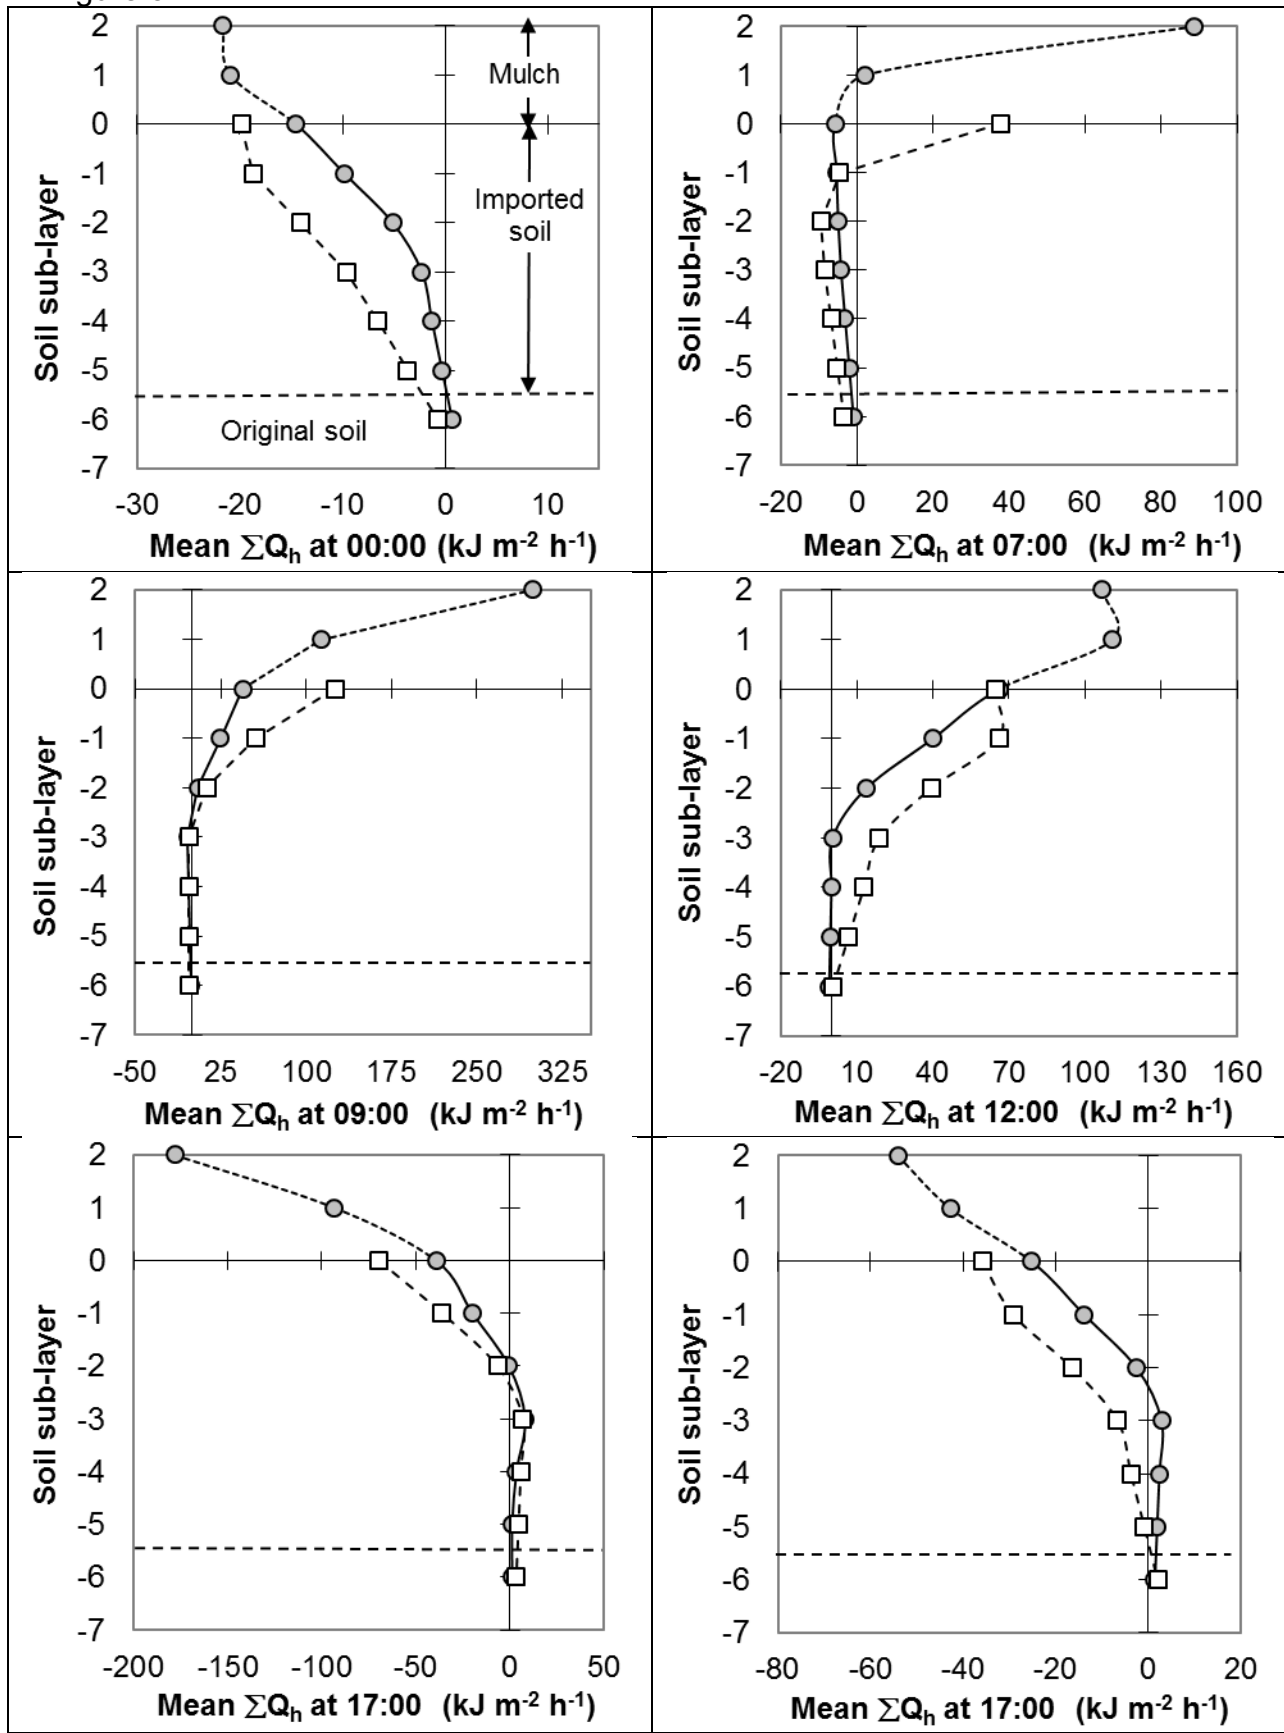 2
1
0
-1
-2
-3
-4
-5
-6
-7
Soil sub-layer
Mulch
Imported
soil
Original soil
-30 -20 -10 0 10
Mean ∑Qh at 00:00 (kJ m-2 h-1)
2
1
0
-1
-2
-3
-4
-5
-6
-7
Soil sub-layer
-20 0 20 40 60 80 100
Mean ∑Qh at 07:00 (kJ m-2 h-1)
2
1
0
-1
-2
-3
-4
-5
-6
-7
Soil sub-layer
-50 25 100 175 250 325
Mean ∑Qh at 09:00 (kJ m-2 h-1)
2
1
0
-1
-2
-3
-4
-5
-6
-7
Soil sub-layer
-20 10 40 70 100 130 160
Mean ∑Qh at 12:00 (kJ m-2 h-1)
2
1
0
-1
-2
-3
-4
-5
-6
-7
Soil sub-layer
-200 -150 -100 -50 0 50
Mean ∑Qh at 17:00 (kJ m-2 h-1)
2
1
0
-1
-2
-3
-4
-5
-6
-7
Soil sub-layer
-80 -60 -40 -20 0 20
Mean ∑Qh at 17:00 (kJ m-2 h-1)